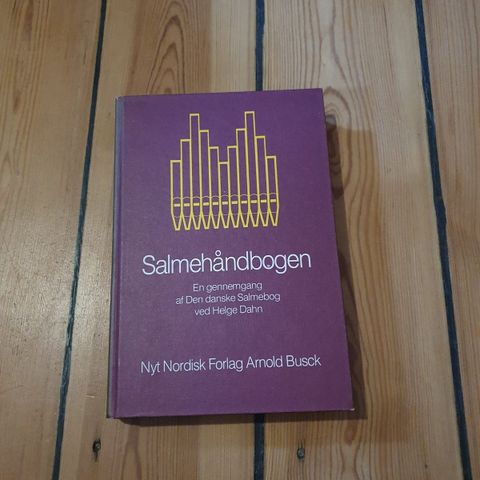 Salmehåndbogen
En gennemgang
af Den danske Salmebog
ved Helge Dahn
Nyt Nordisk Forlag Arnold Busck